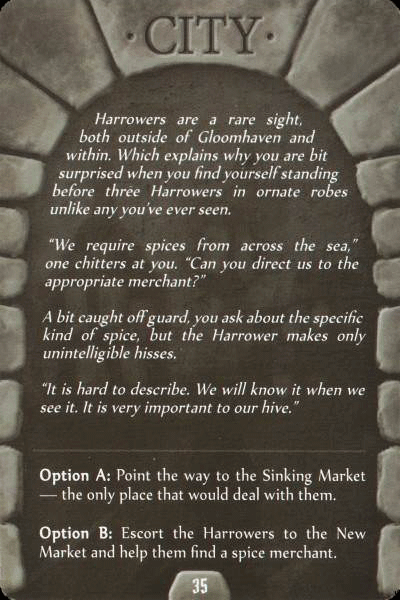 · CITY ·
Harrowers are a rare sight,
both outside of Gloomhaven and
within. Which explains why you are bit
surprised when you find yourself standing
before three Harrowers in ornate robes
unlike any you've ever seen.
“We require spices from across the sea,”
one chitters at you. “Can you direct us to the
appropriate merchant?”
A bit caught off guard, you ask about the specific
kind of spice, but the Harrower makes only
unintelligible hisses.
“It is hard to describe. We will know it when we
see it. It is very important to our hive.”
Option A: Point the way to the Sinking Market
— the only place that would deal with them.
Option B: Escort the Harrowers to the New
Market and help them find a spice merchant.
35